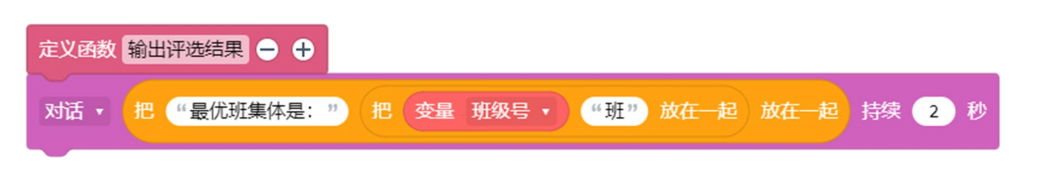 定义函数 输出评选结果 − +
对话 ▾ 把 “最优班集体是：” 把 变量 班级号 ▾ “班” 放在一起 放在一起 持续 2 秒